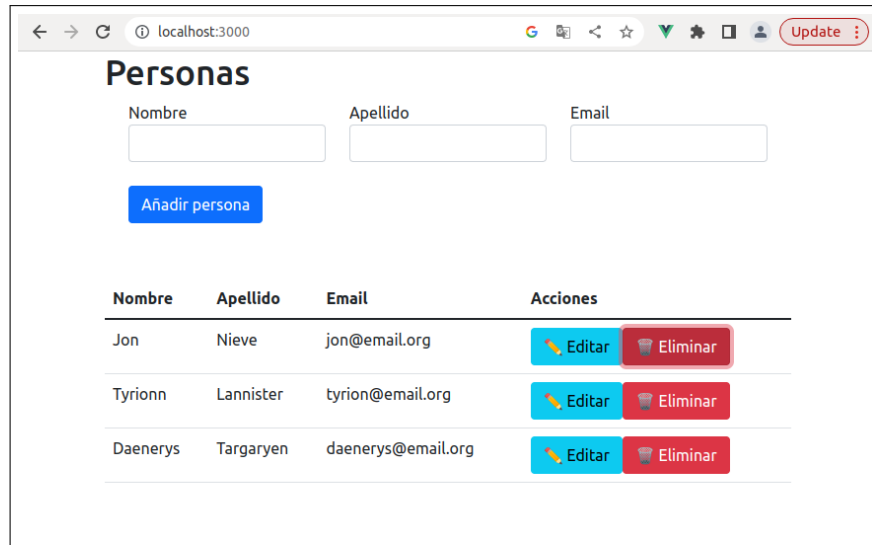 localhost:3000 Update
Personas
Nombre Apellido Email
Añadir persona
Nombre Apellido Email Acciones
Jon Nieve jon@email.org Editar Eliminar
Tyrionn Lannister tyrion@email.org Editar Eliminar
Daenerys Targaryen daenerys@email.org Editar Eliminar